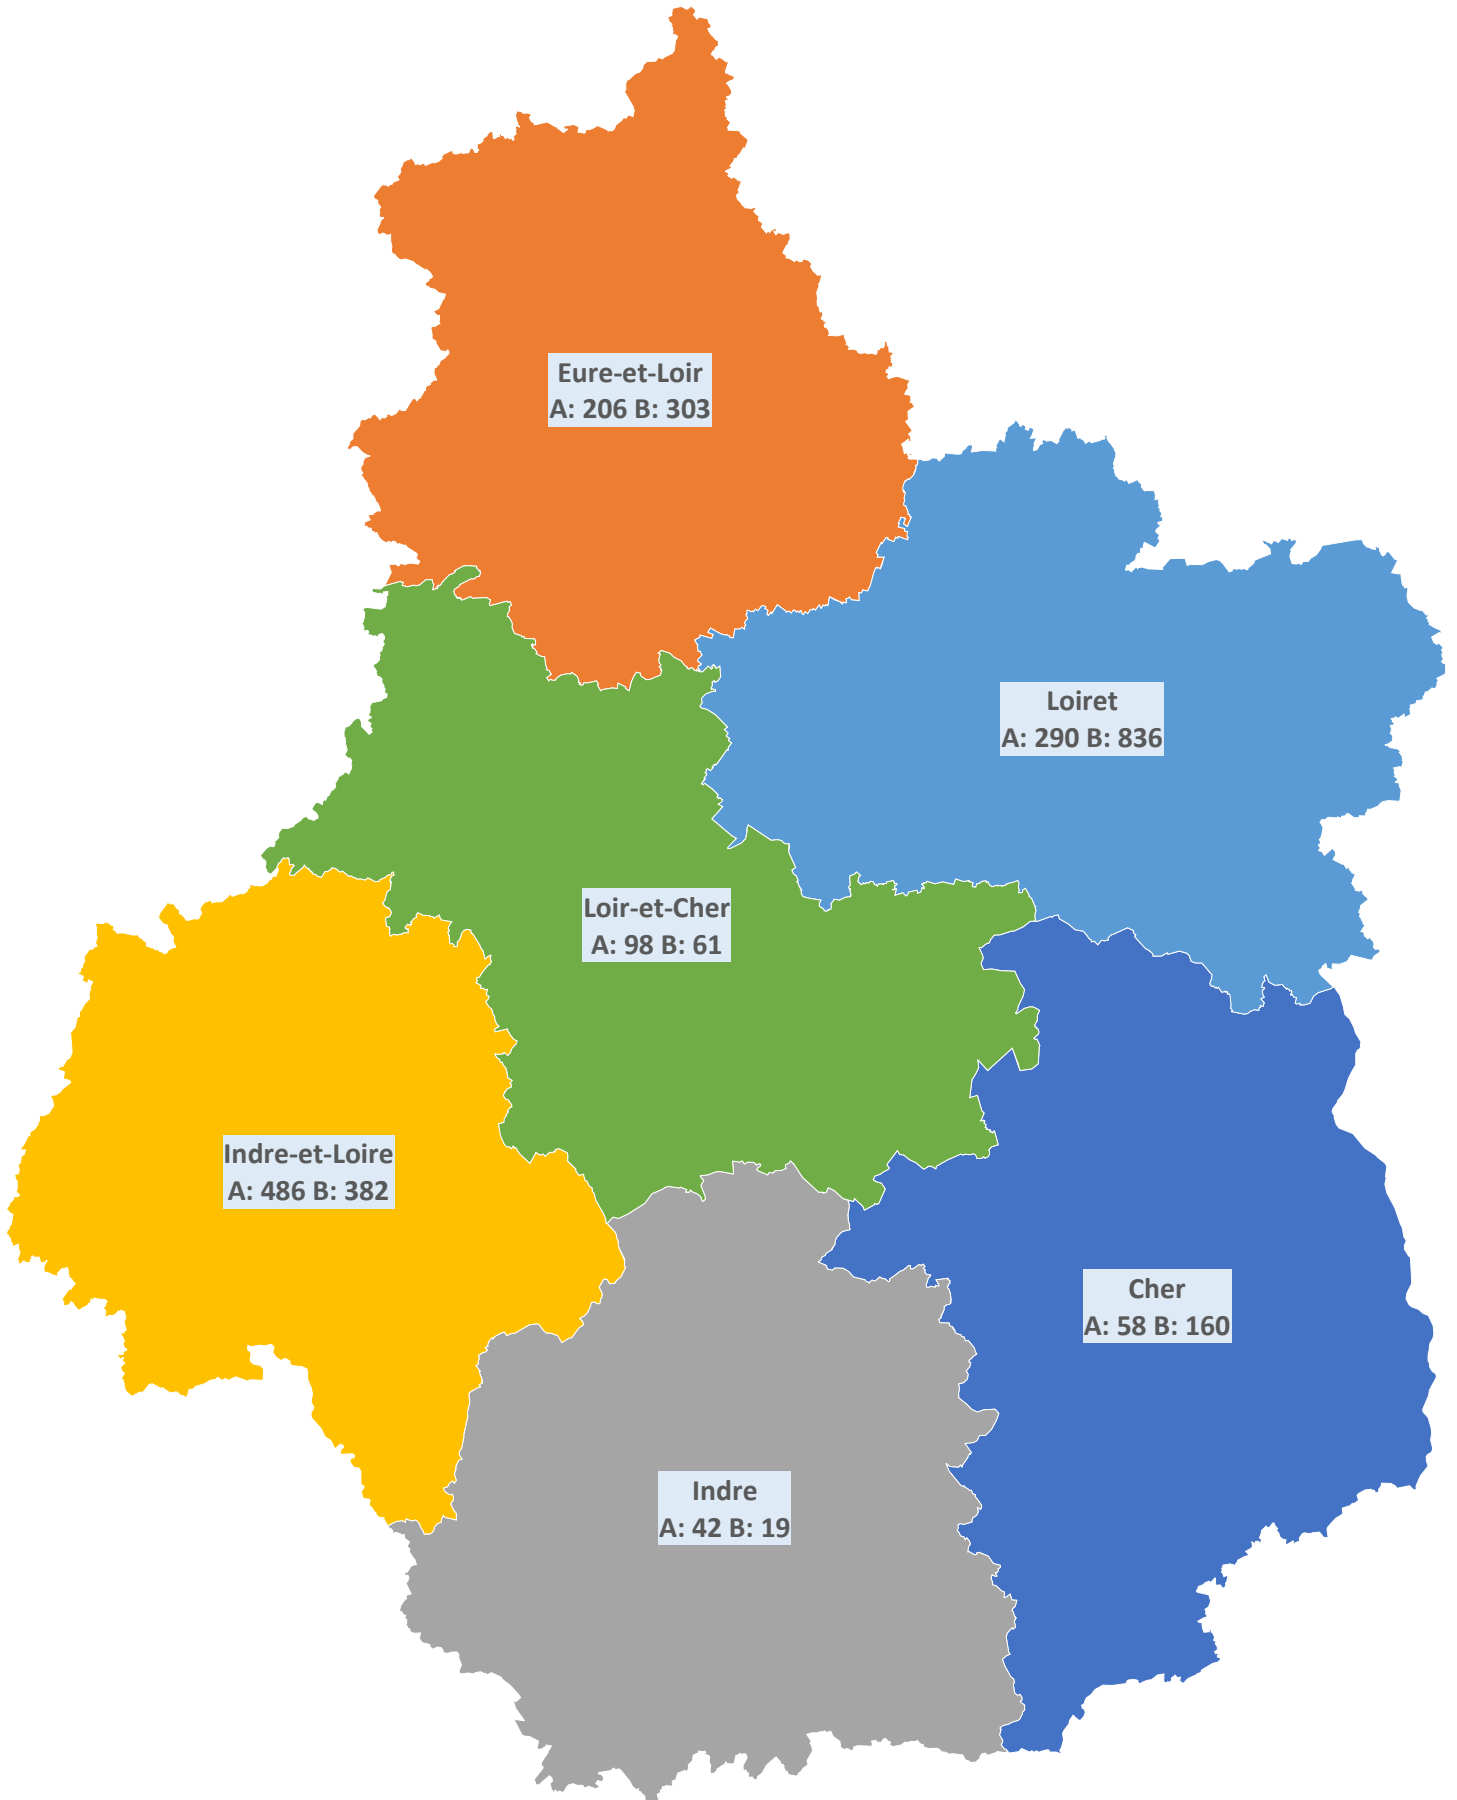 Eure-et-Loir
A: 206 B: 303
Loiret
A: 290 B: 836
Loir-et-Cher
A: 98 B: 61
Indre-et-Loire
A: 486 B: 382
Cher
A: 58 B: 160
Indre
A: 42 B: 19